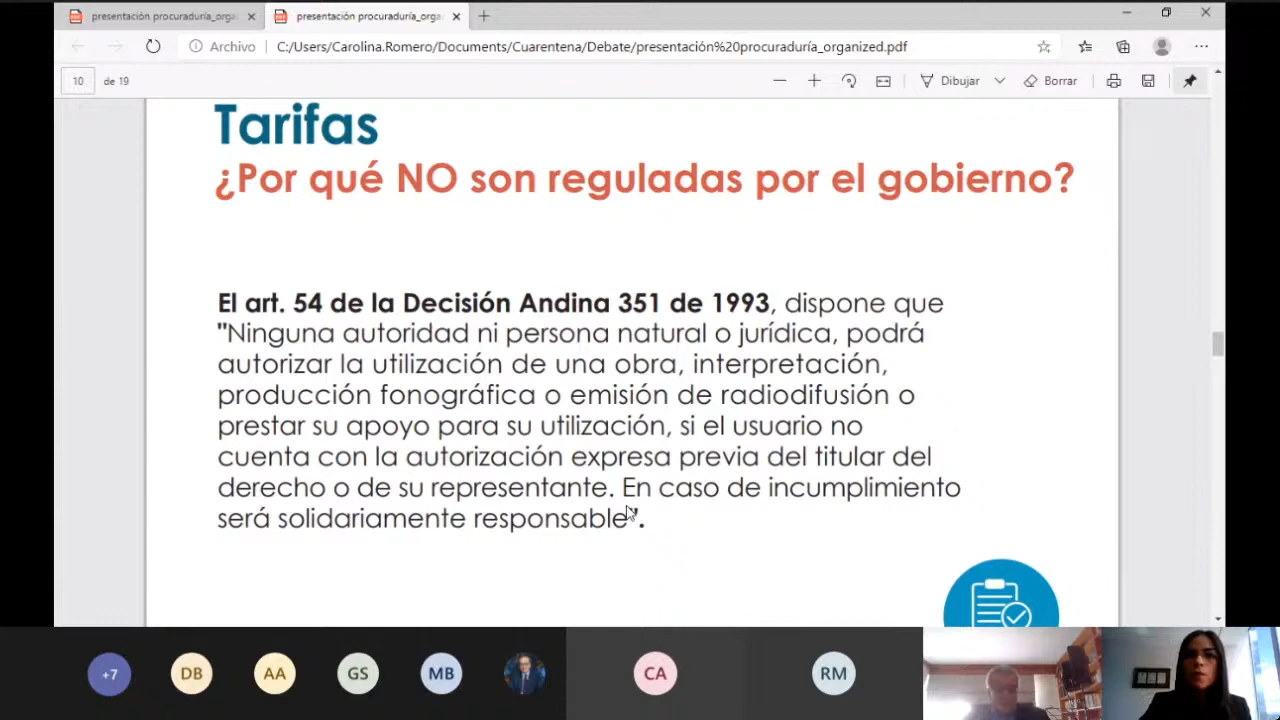 presentación procuraduría_orga
presentación procuraduría_orga
Archivo
C:/Users/Carolina.Romero/Documents/Cuarentena/Debate/presentación%20procuraduría_organized.pdf
10 de 19
Dibujar
Borrar
Tarifas
¿Por qué NO son reguladas por el gobierno?
El art. 54 de la Decisión Andina 351 de 1993, dispone que
"Ninguna autoridad ni persona natural o jurídica, podrá
autorizar la utilización de una obra, interpretación,
producción fonográfica o emisión de radiodifusión o
prestar su apoyo para su utilización, si el usuario no
cuenta con la autorización expresa previa del titular del
derecho o de su representante. En caso de incumplimiento
será solidariamente responsable".
+7 DB AA GS MB CA RM